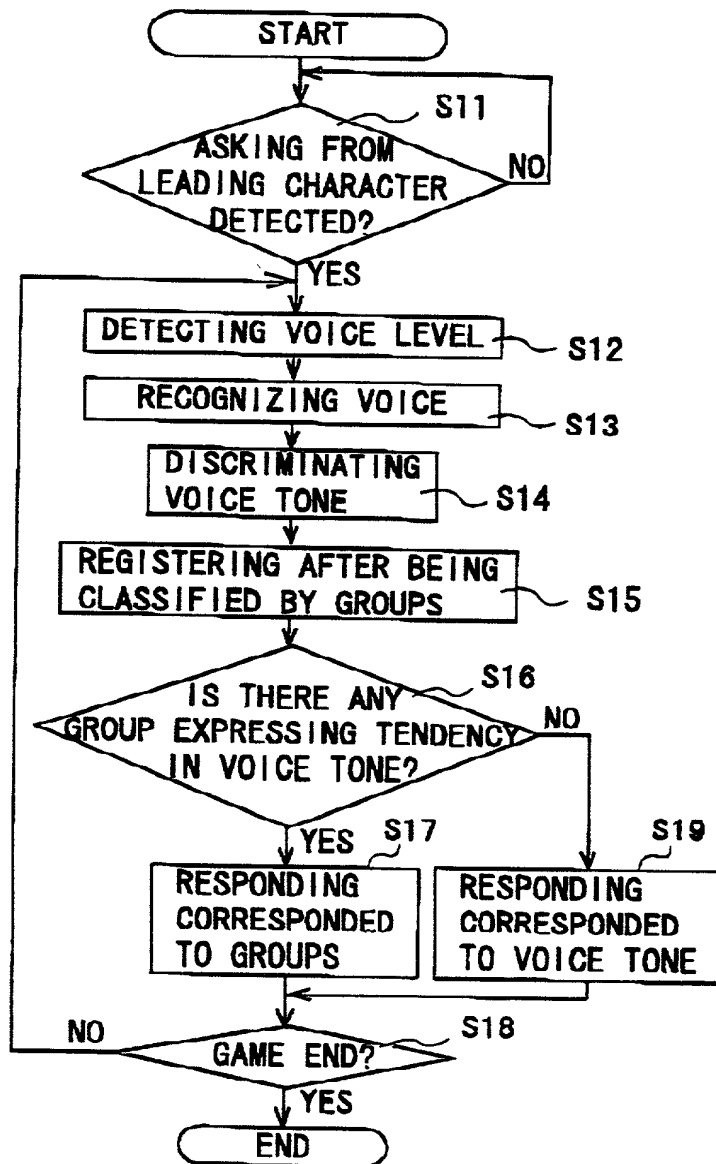 START
S11
ASKING FROM
LEADING CHARACTER
DETECTED?
NO
YES
DETECTING VOICE LEVEL
S12
RECOGNIZING VOICE
S13
DISCRIMINATING
VOICE TONE
S14
REGISTERING AFTER BEING
CLASSIFIED BY GROUPS
S15
S16
IS THERE ANY
GROUP EXPRESSING TENDENCY
IN VOICE TONE?
NO
YES
S17
RESPONDING
CORRESPONDED
TO GROUPS
S19
RESPONDING
CORRESPONDED
TO VOICE TONE
S18
GAME END?
NO
YES
END